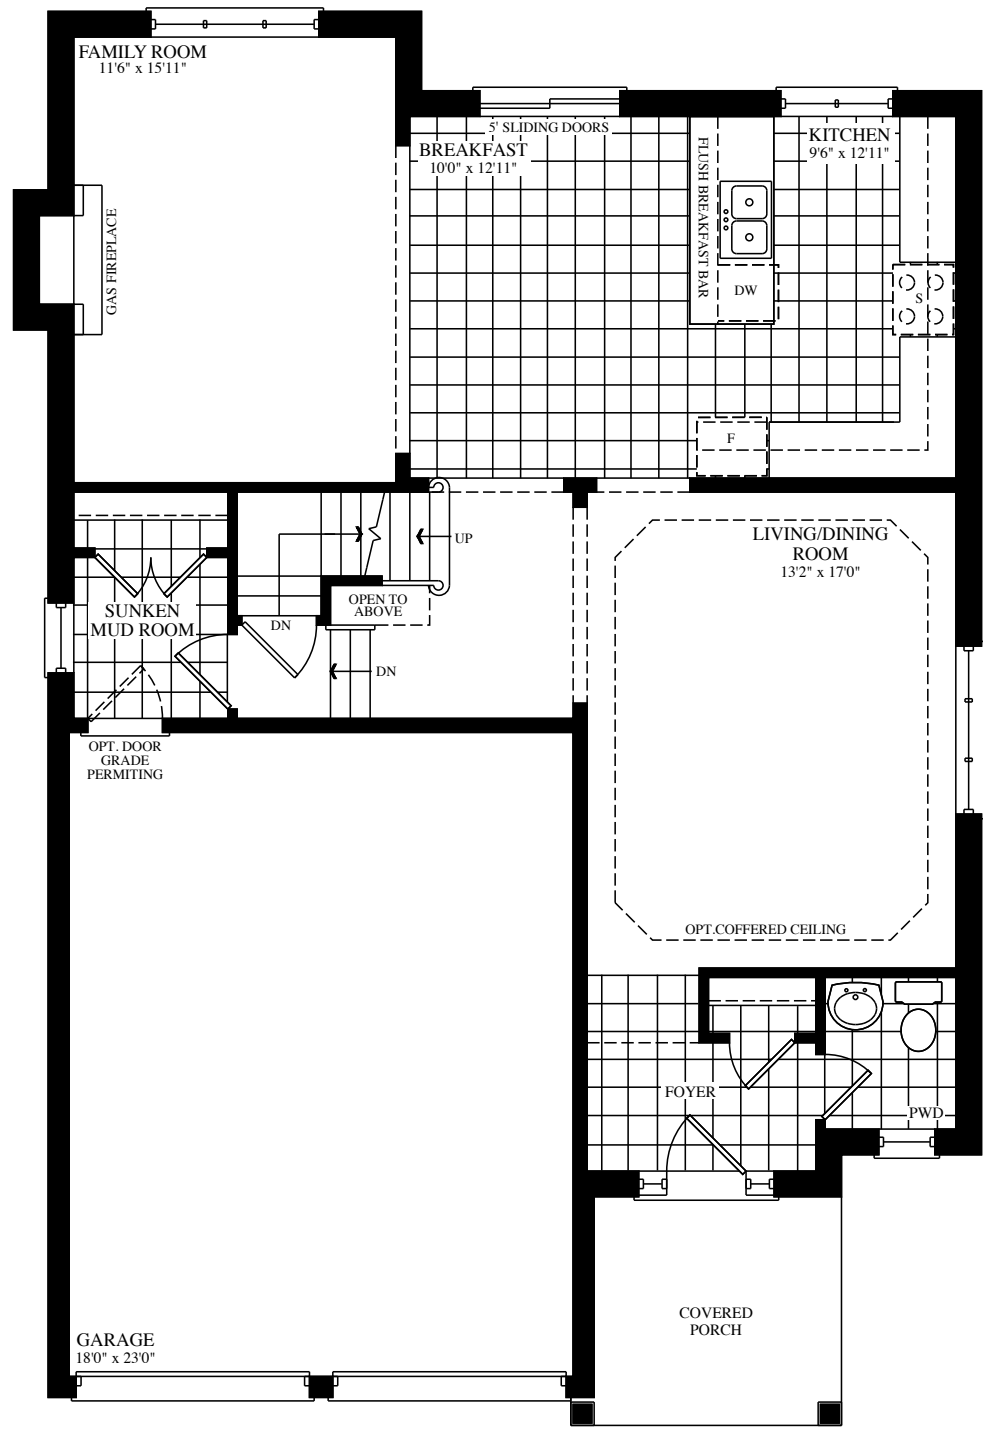 FAMILY ROOM
11'6" x 15'11"
5' SLIDING DOORS
BREAKFAST
10'0" x 12'11"
KITCHEN
9'6" x 12'11"
FLUSH BREAKFAST BAR
GAS FIREPLACE
DW
S
F
UP
LIVING/DINING
ROOM
13'2" x 17'0"
OPEN TO
ABOVE
SUNKEN
MUD ROOM
DN
DN
OPT. DOOR
GRADE
PERMITING
OPT.COFFERED CEILING
FOYER
PWD
COVERED
PORCH
GARAGE
18'0" x 23'0"